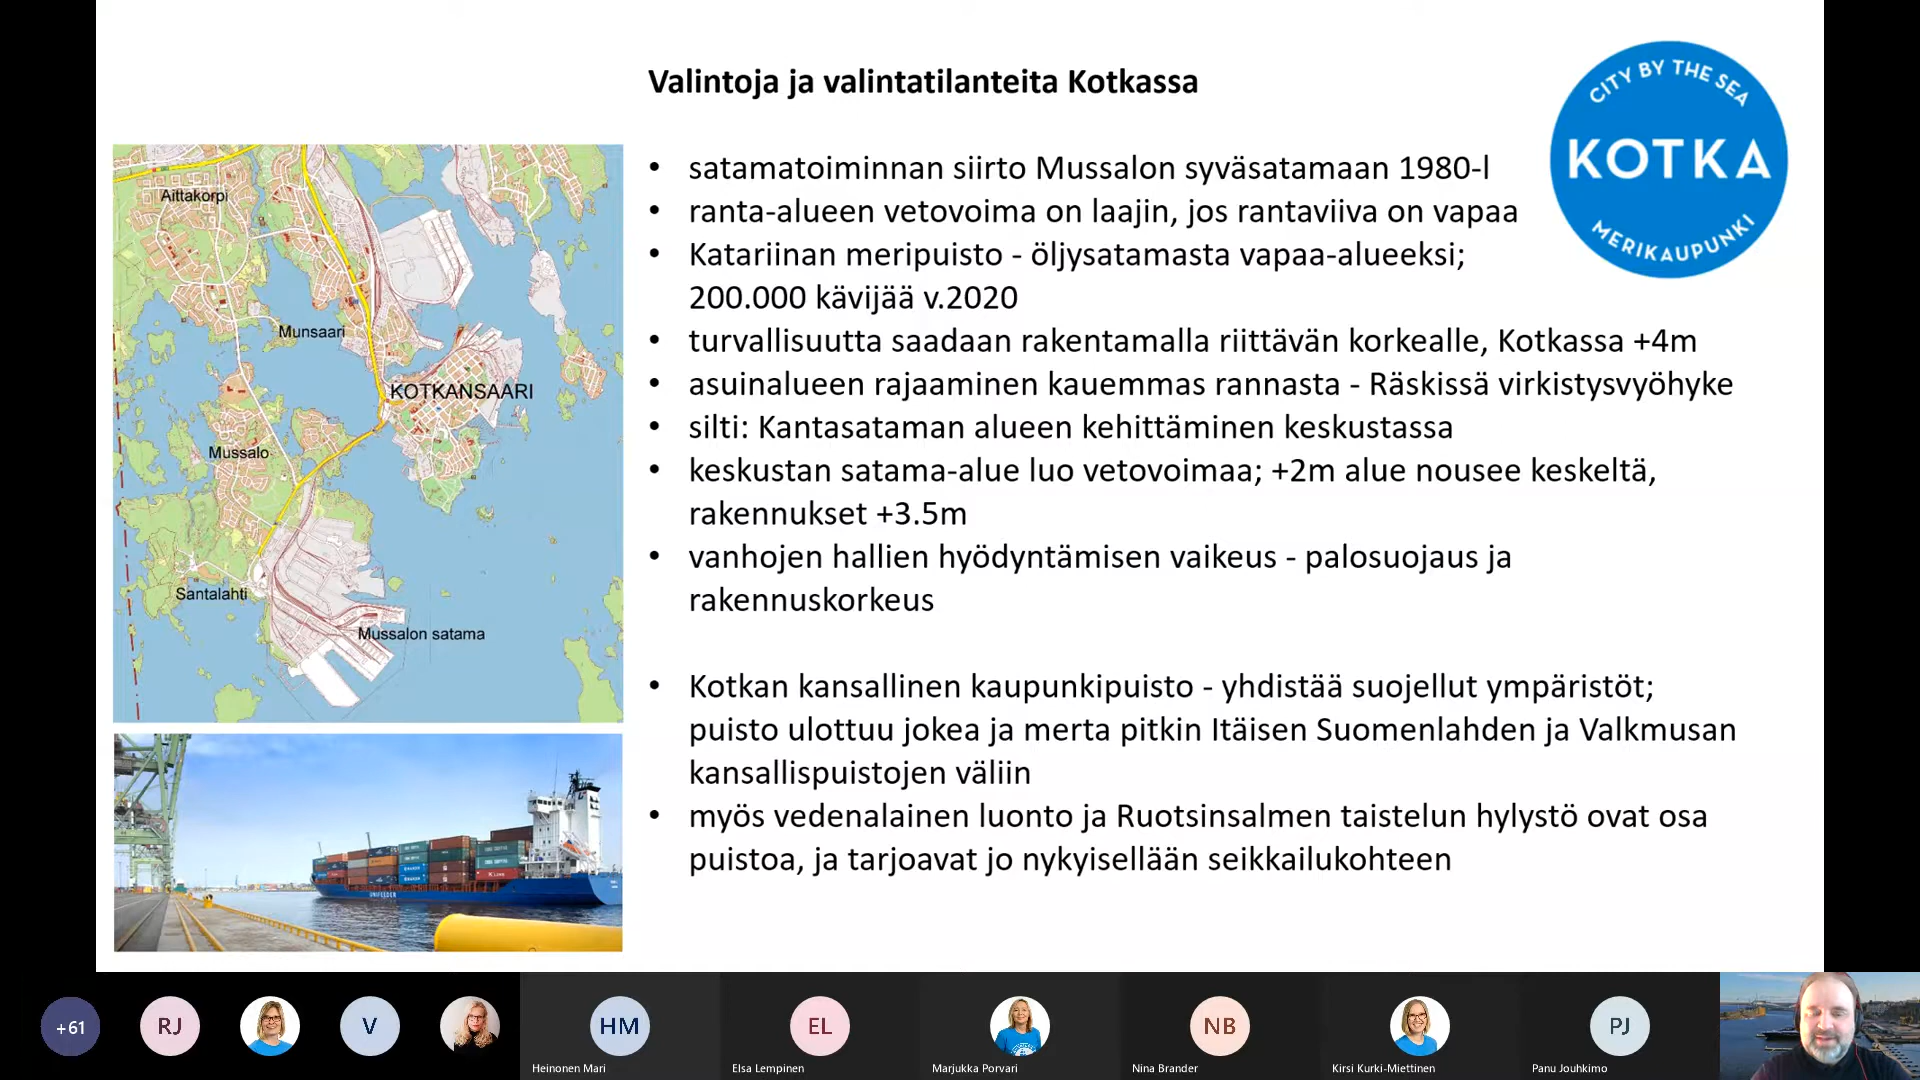 Valintoja ja valintatilanteita Kotkassa
CITY BY THE SEA
KOTKA
MERIKAUPUNKI
• satamatoiminnan siirto Mussalon syväsatamaan 1980-l
• ranta-alueen vetovoima on laajin, jos rantaviiva on vapaa
• Katariinan meripuisto - öljysatamasta vapaa-alueeksi;
200.000 kävijää v.2020
• turvallisuutta saadaan rakentamalla riittävän korkealle, Kotkassa +4m
• asuinalueen rajaaminen kauemmas rannasta - Räskissä virkistysvyöhyke
• silti: Kantasataman alueen kehittäminen keskustassa
• keskustan satama-alue luo vetovoimaa; +2m alue nousee keskeltä,
rakennukset +3.5m
• vanhojen hallien hyödyntämisen vaikeus - palosuojaus ja
rakennuskorkeus
• Kotkan kansallinen kaupunkipuisto - yhdistää suojellut ympäristöt;
puisto ulottuu jokea ja merta pitkin Itäisen Suomenlahden ja Valkmusan
kansallispuistojen väliin
• myös vedenalainen luonto ja Ruotsinsalmen taistelun hylystö ovat osa
puistoa, ja tarjoavat jo nykyisellään seikkailukohteen
Aittakorpi
Munsaari
KOTKANSAARI
Mussalo
Santalahti
Mussalon satama
UNIFEEDER
+61
RJ
V
HM
EL
NB
PJ
Heinonen Mari
Elsa Lempinen
Marjukka Porvari
Nina Brander
Kirsi Kurki-Miettinen
Panu Jouhkimo